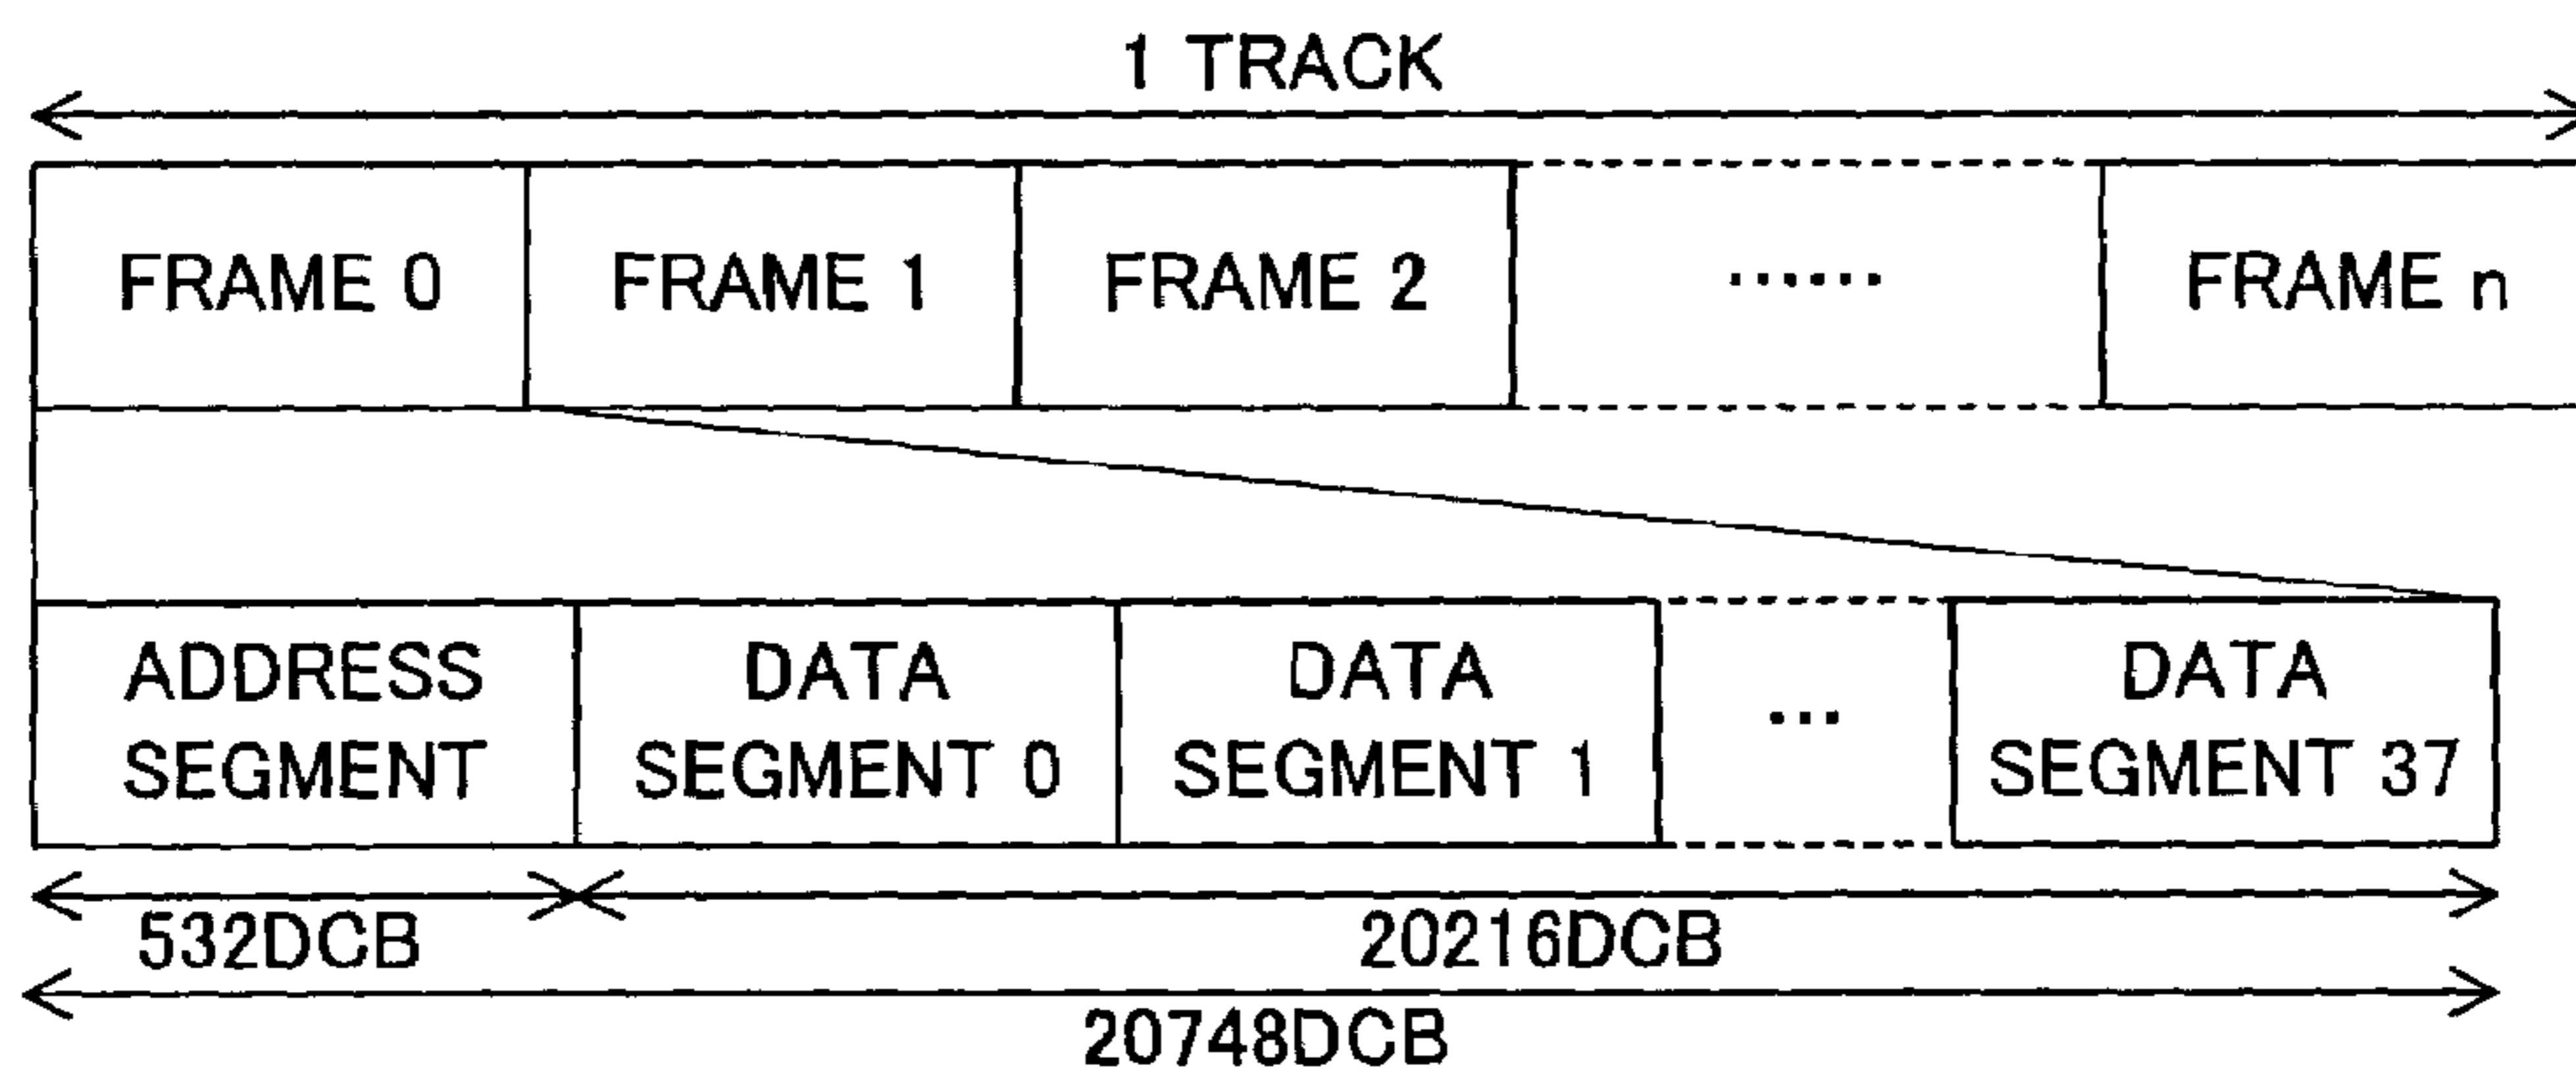 1 TRACK
FRAME 0 FRAME 1 FRAME 2 ...... FRAME n
ADDRESS SEGMENT DATA SEGMENT 0 DATA SEGMENT 1 ... DATA SEGMENT 37
532DCB 20216DCB
20748DCB